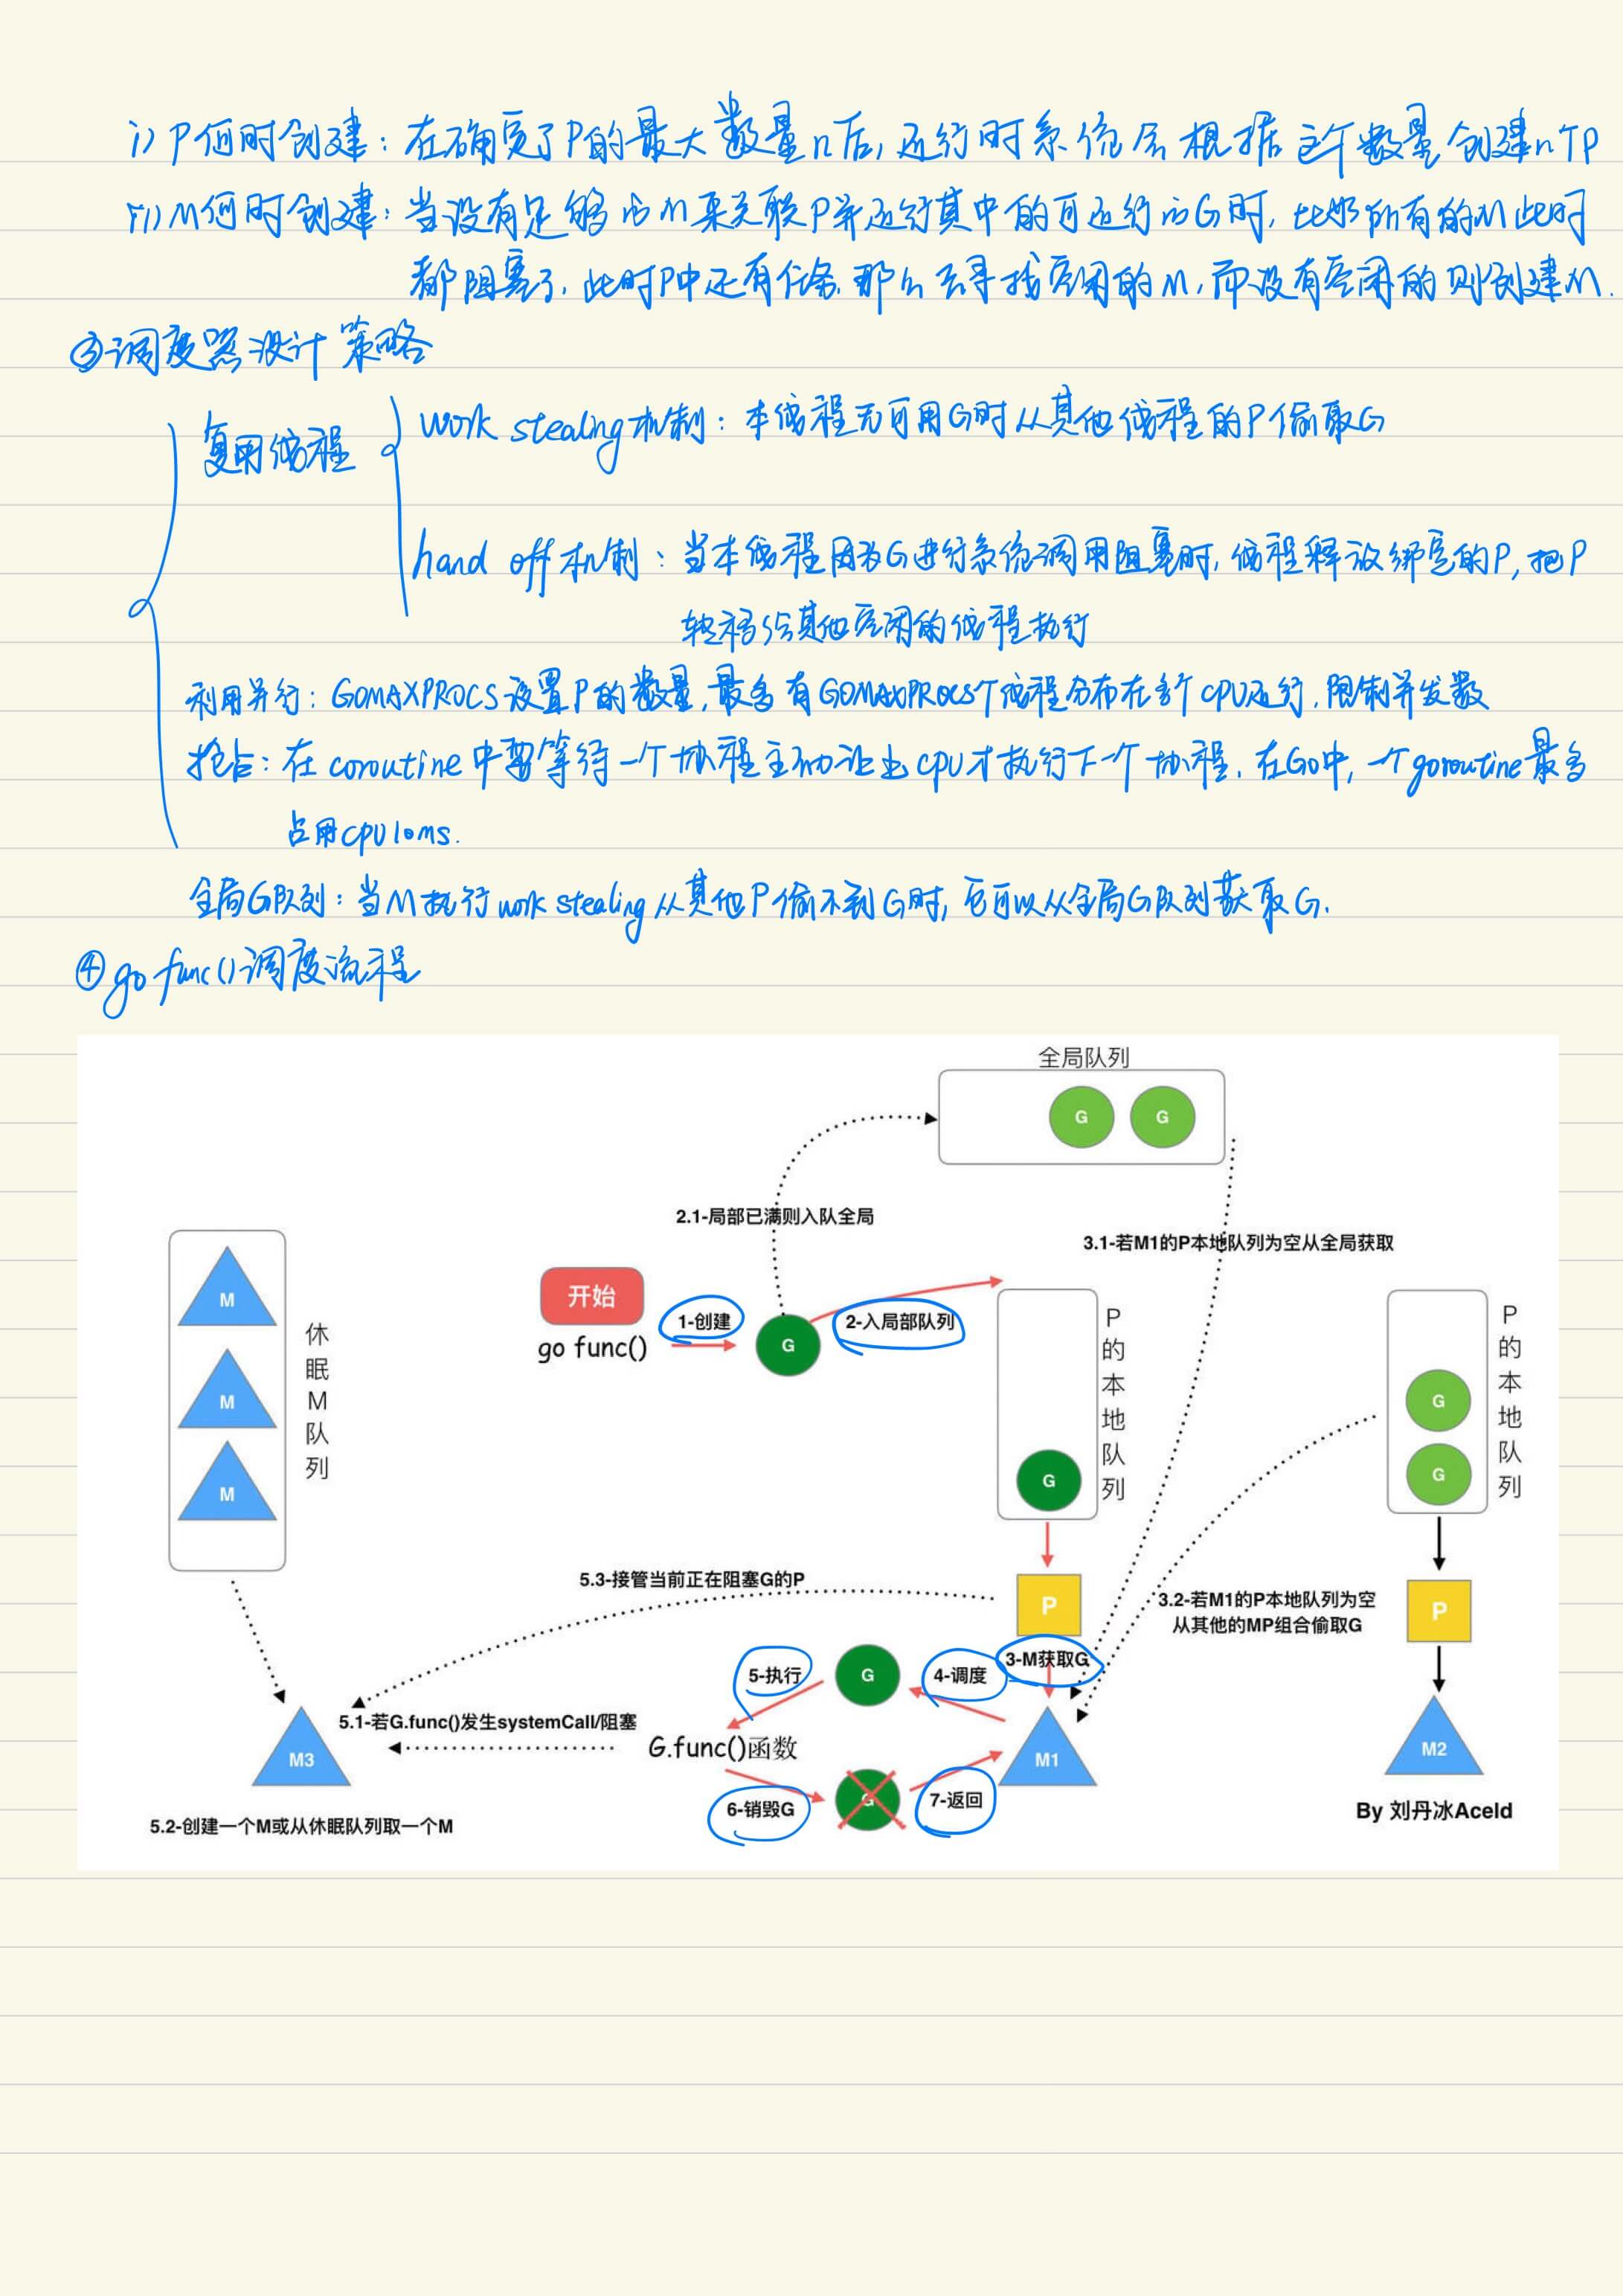 i) P何时创建：在确定了P的最大数量n后，运行时系统会根据这个数量创建n个P
ii) M何时创建：当没有足够的M来关联P并运行其中的可运行的G时，比如所有的M此时
都阻塞了，此时P中还有任务，那么会寻找空闲的M，而没有空闲的则创建M．
③调度器设计策略
复用线程
work stealing机制：本线程无可用G时从其他线程的P偷取G
hand off机制：当本线程因为G进行系统调用阻塞时，线程释放绑定的P，把P
转移给其他空闲的线程执行
利用并行：GOMAXPROCS设置P的数量，最多有GOMAXPROCS个线程分布在多个CPU运行，限制并发数
抢占：在coroutine中要等待一个协程主动让出CPU才执行下一个协程，在Go中，一个goroutine最多
占用CPU 10ms.
全局G队列：当M执行work stealing从其他P偷不到G时，它可以从全局G队列获取G．
④go func()调度流程
全局队列
G G
2.1-局部已满则入队全局
3.1-若M1的P本地队列为空从全局获取
开始
go func()
1-创建
G
2-入局部队列
P的本地队列
G
P的本地队列
G
G
休眠M队列
M
M
M
5.3-接管当前正在阻塞G的P
P
3.2-若M1的P本地队列为空
从其他的MP组合偷取G
P
3-M获取G
4-调度
G
5-执行
5.1-若G.func()发生systemCall/阻塞
G.func()函数
M3
M1
M2
6-销毁G
G
7-返回
5.2-创建一个M或从休眠队列取一个M
By 刘丹冰Aceld